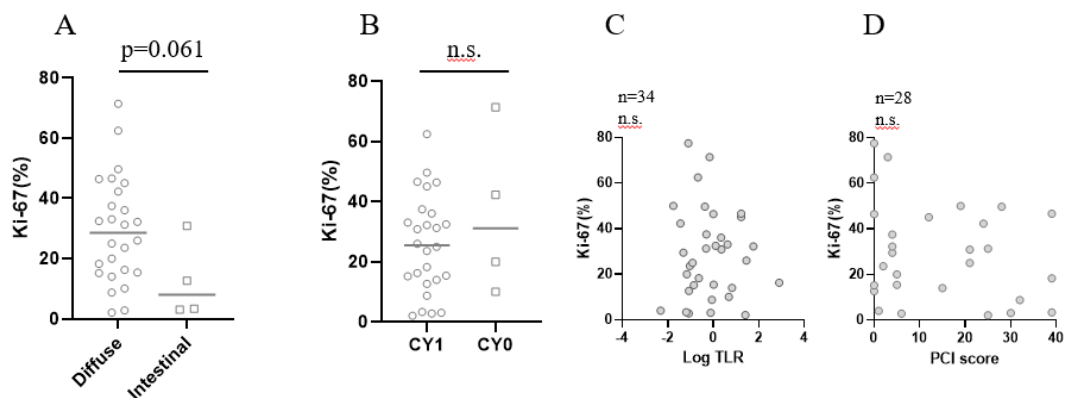 A
p=0.061
Ki-67(%)
80
60
40
20
0
Diffuse
Intestinal
B
n.s.
Ki-67(%)
80
60
40
20
0
CY1
CY0
C
n=34
n.s.
Ki-67(%)
80
60
40
20
0
-4
-2
0
2
4
Log TLR
D
n=28
n.s.
Ki-67(%)
80
60
40
20
0
0
10
20
30
40
PCI score